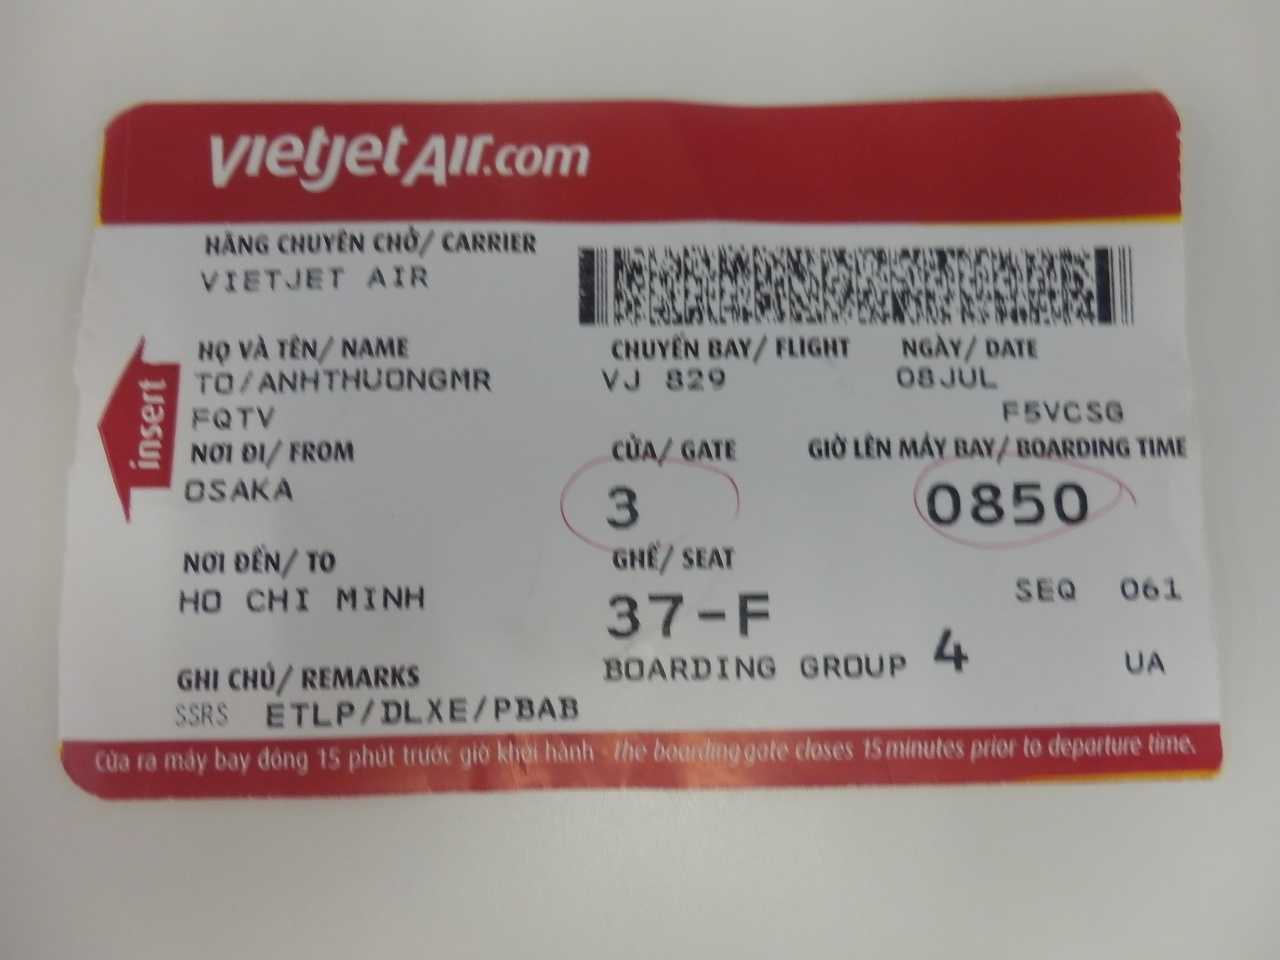 vietjetAir.com
HÃNG CHUYÊN CHỞ/ CARRIER
VIETJET AIR
HỌ VÀ TÊN/ NAME
TO/ANHTHUONGMR
FQTV
CHUYẾN BAY/ FLIGHT
VJ 829
NGÀY/ DATE
08JUL
F5VCSG
NƠI ĐI/ FROM
OSAKA
CỬA/ GATE
3
GIỜ LÊN MÁY BAY/ BOARDING TIME
0850
insert
NƠI ĐẾN/ TO
HO CHI MINH
GHẾ/ SEAT
37-F
SEQ 061
BOARDING GROUP 4
UA
GHI CHÚ/ REMARKS
SSRS ETLP/DLXE/PBAB
Cửa ra máy bay đóng 15 phút trước giờ khởi hành - The boarding gate closes 15 minutes prior to departure time.